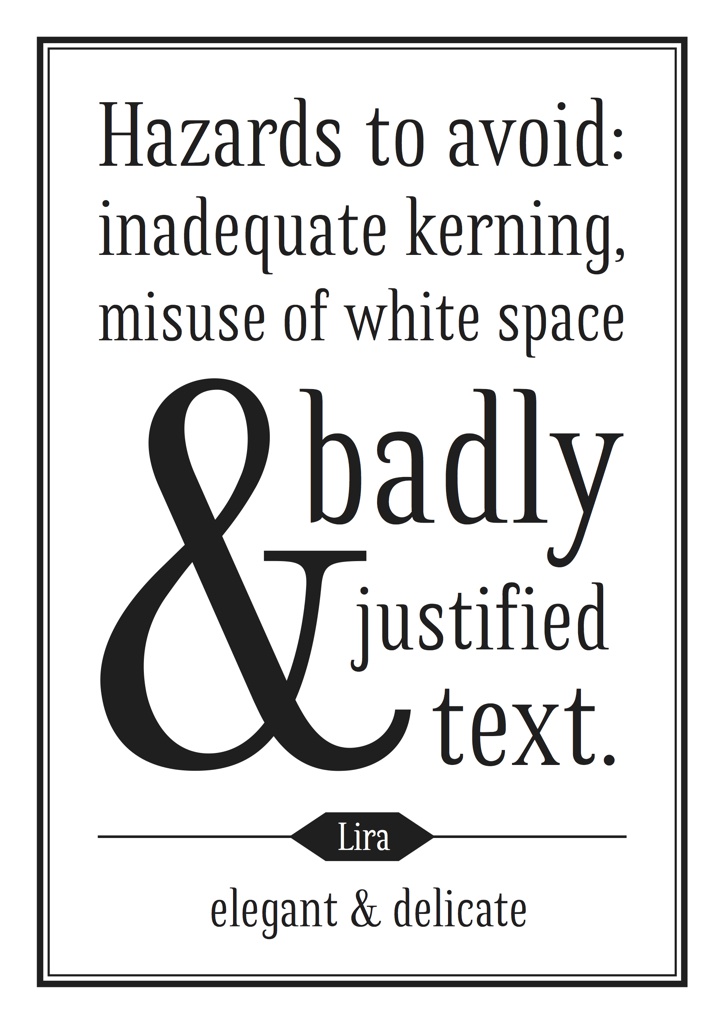 Hazards to avoid:
inadequate kerning,
misuse of white space
& badly
justified
text.
Lira
elegant & delicate